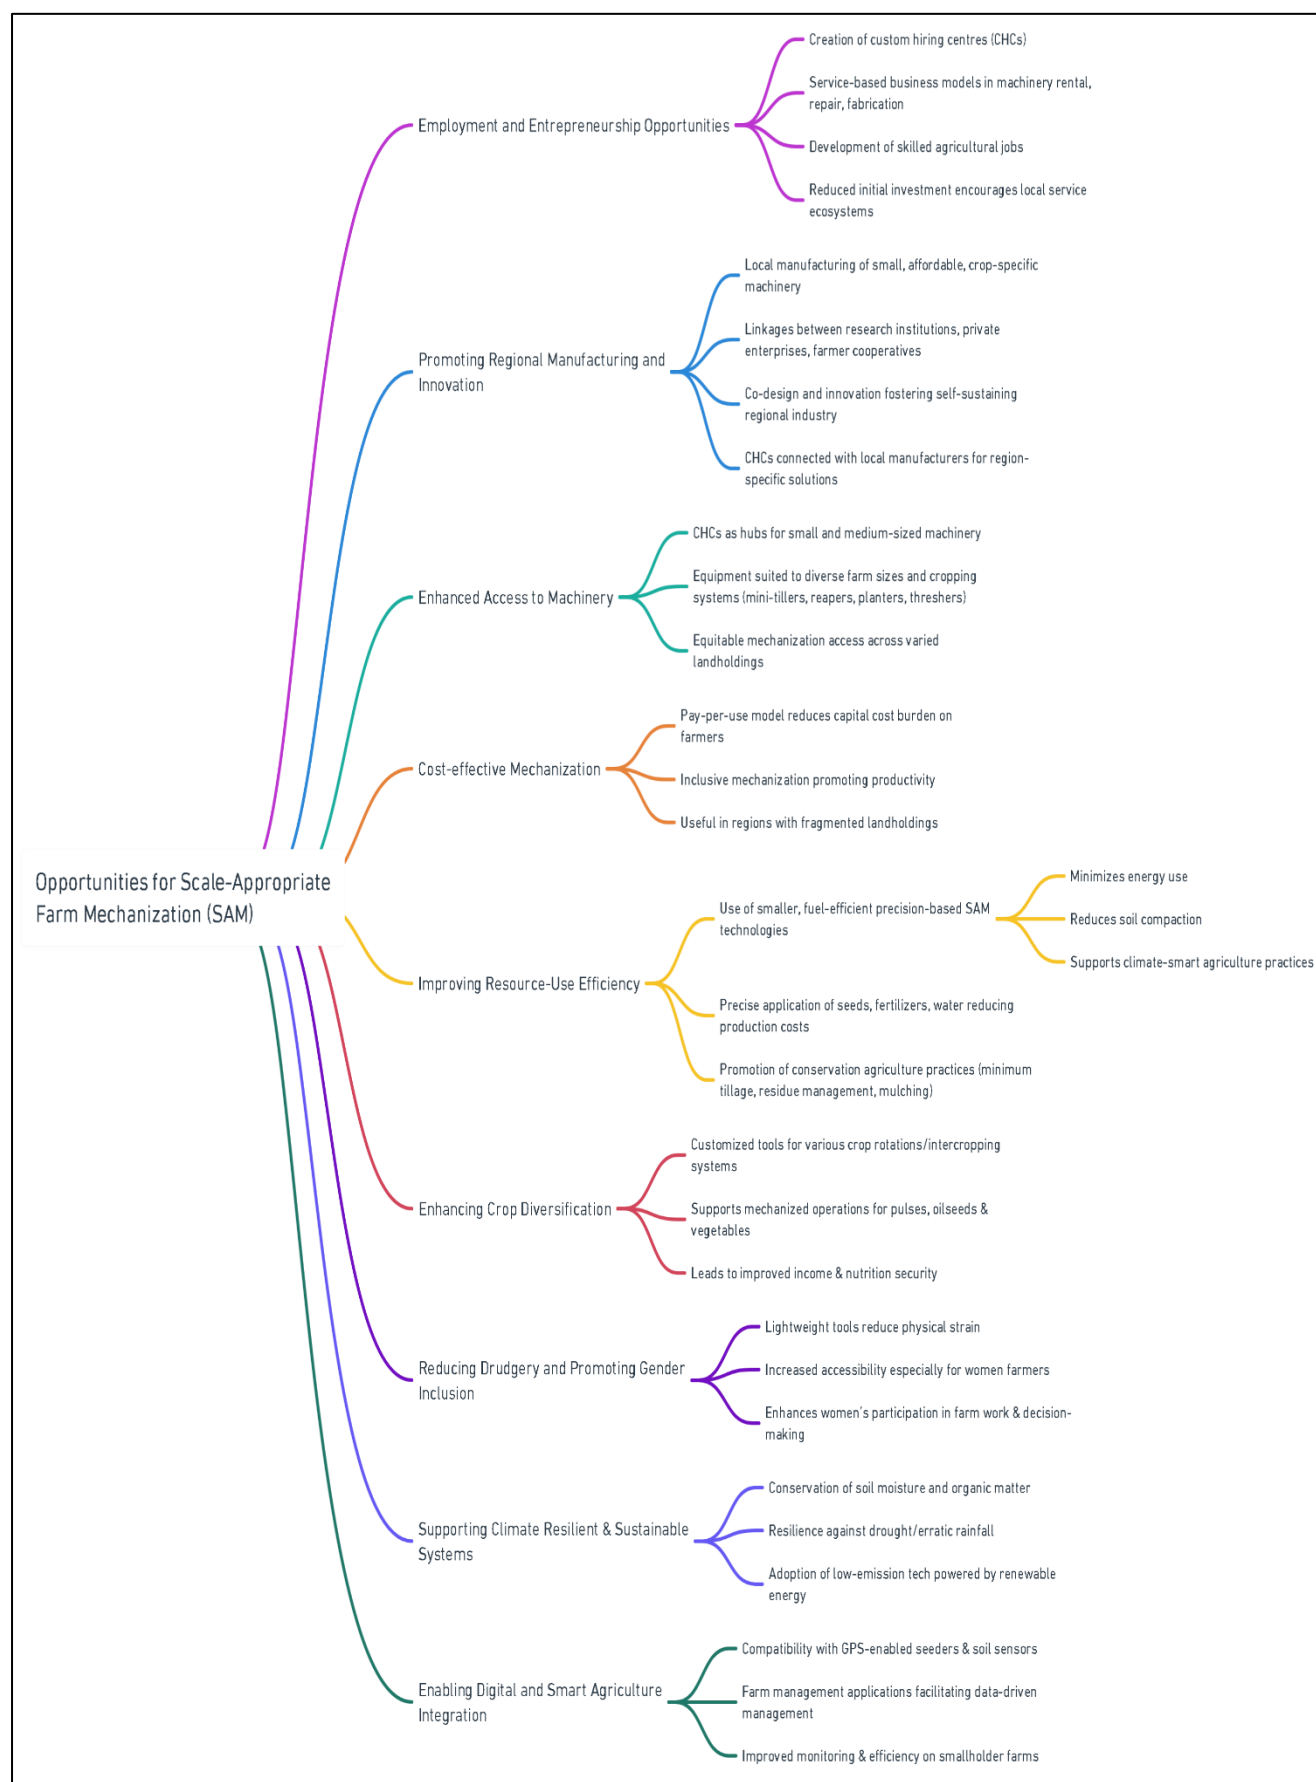 Opportunities for Scale-Appropriate
Farm Mechanization (SAM)
Employment and Entrepreneurship Opportunities
Creation of custom hiring centres (CHCs)
Service-based business models in machinery rental,
repair, fabrication
Development of skilled agricultural jobs
Reduced initial investment encourages local service
ecosystems
Promoting Regional Manufacturing and
Innovation
Local manufacturing of small, affordable, crop-specific
machinery
Linkages between research institutions, private
enterprises, farmer cooperatives
Co-design and innovation fostering self-sustaining
regional industry
CHCs connected with local manufacturers for region-
specific solutions
Enhanced Access to Machinery
CHCs as hubs for small and medium-sized machinery
Equipment suited to diverse farm sizes and cropping
systems (mini-tillers, reapers, planters, threshers)
Equitable mechanization access across varied
landholdings
Cost-effective Mechanization
Pay-per-use model reduces capital cost burden on
farmers
Inclusive mechanization promoting productivity
Useful in regions with fragmented landholdings
Improving Resource-Use Efficiency
Use of smaller, fuel-efficient precision-based SAM
technologies
Minimizes energy use
Reduces soil compaction
Supports climate-smart agriculture practices
Precise application of seeds, fertilizers, water reducing
production costs
Promotion of conservation agriculture practices (minimum
tillage, residue management, mulching)
Enhancing Crop Diversification
Customized tools for various crop rotations/intercropping
systems
Supports mechanized operations for pulses, oilseeds &
vegetables
Leads to improved income & nutrition security
Reducing Drudgery and Promoting Gender
Inclusion
Lightweight tools reduce physical strain
Increased accessibility especially for women farmers
Enhances women's participation in farm work & decision-
making
Supporting Climate Resilient & Sustainable
Systems
Conservation of soil moisture and organic matter
Resilience against drought/erratic rainfall
Adoption of low-emission tech powered by renewable
energy
Enabling Digital and Smart Agriculture
Integration
Compatibility with GPS-enabled seeders & soil sensors
Farm management applications facilitating data-driven
management
Improved monitoring & efficiency on smallholder farms